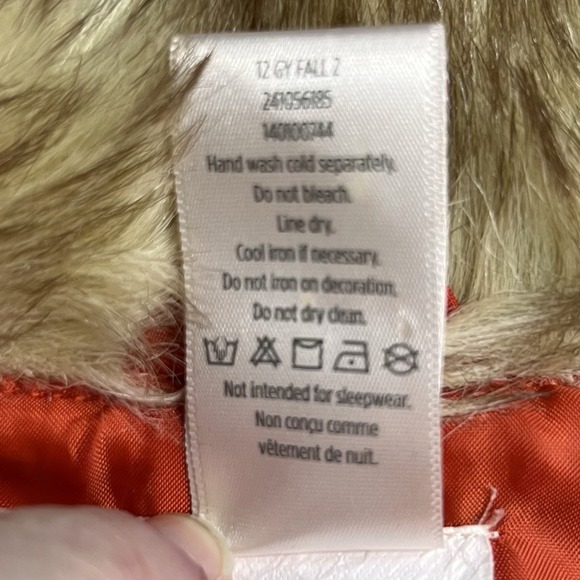 12 GY FALL 2
241056185
140100744
Hand wash cold separately.
Do not bleach.
Line dry.
Cool iron if necessary.
Do not iron on decoration.
Do not dry clean.
Not intended for sleepwear.
Non conçu comme
vêtement de nuit.